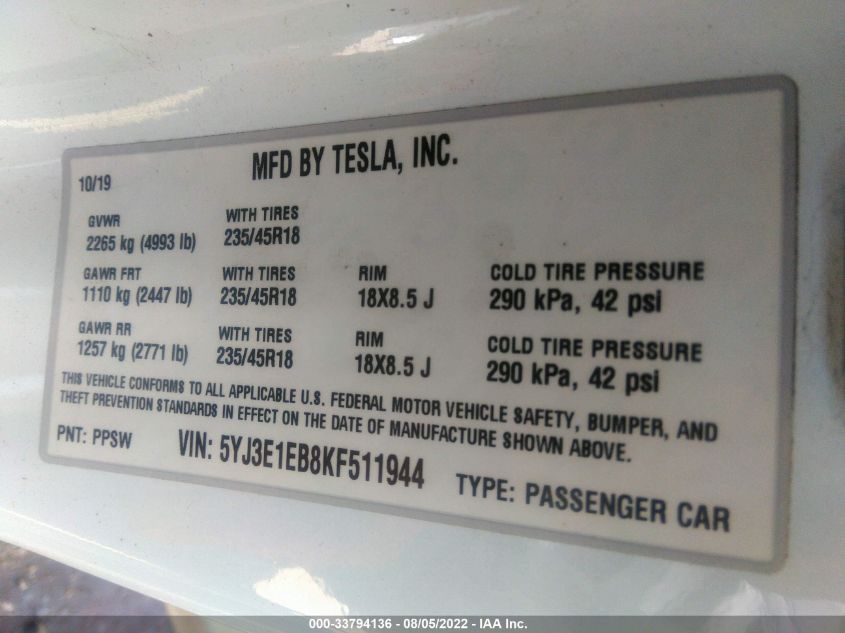 MFD BY TESLA, INC.
10/19
GVWR
2265 kg (4993 lb)
WITH TIRES
235/45R18
GAWR FRT
1110 kg (2447 lb)
WITH TIRES
235/45R18
RIM
18X8.5 J
COLD TIRE PRESSURE
290 kPa, 42 psi
GAWR RR
1257 kg (2771 lb)
WITH TIRES
235/45R18
RIM
18X8.5 J
COLD TIRE PRESSURE
290 kPa, 42 psi
THIS VEHICLE CONFORMS TO ALL APPLICABLE U.S. FEDERAL MOTOR VEHICLE SAFETY, BUMPER, AND
THEFT PREVENTION STANDARDS IN EFFECT ON THE DATE OF MANUFACTURE SHOWN ABOVE.
PNT: PPSW
VIN: 5YJ3E1EB8KF511944
TYPE: PASSENGER CAR
000-33794136 - 08/05/2022 - IAA Inc.